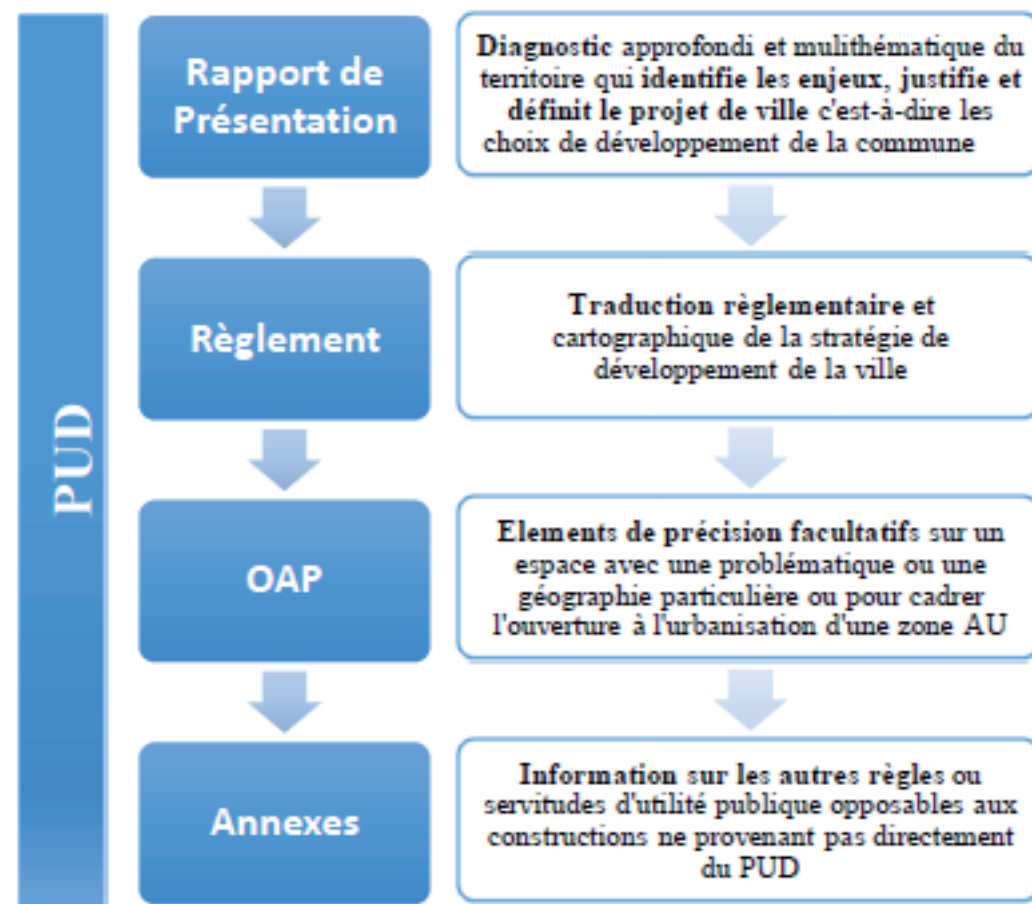 PUD
Rapport de
Présentation
Diagnostic approfondi et mulithématique du
territoire qui identifie les enjeux, justifie et
définit le projet de ville c'est-à-dire les
choix de développement de la commune
Règlement
Traduction règlementaire et
cartographique de la stratégie de
développement de la ville
OAP
Elements de précision facultatifs sur un
espace avec une problématique ou une
géographie particulière ou pour cadrer
l'ouverture à l'urbanisation d'une zone AU
Annexes
Information sur les autres règles ou
servitudes d'utilité publique opposables aux
constructions ne provenant pas directement
du PUD